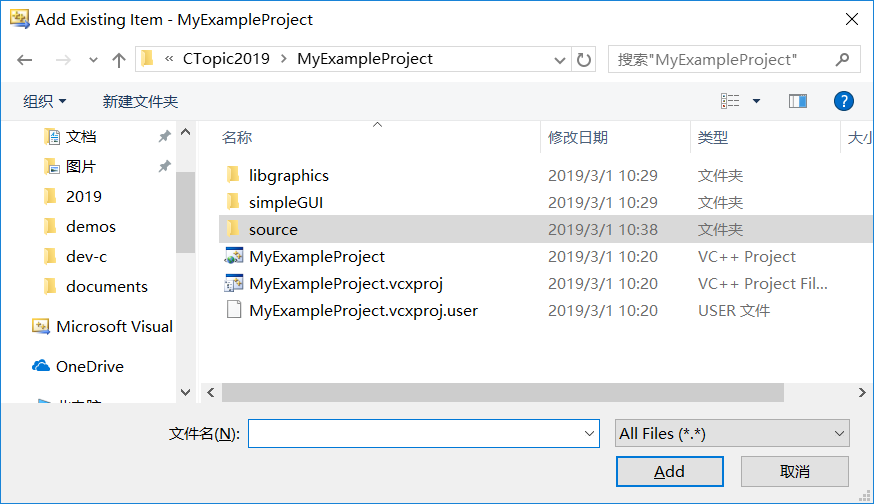 Add Existing Item - MyExampleProject
« CTopic2019 > MyExampleProject
搜索"MyExampleProject"
组织
新建文件夹
?
文档
图片
2019
demos
dev-c
documents
Microsoft Visual
OneDrive
名称 修改日期 类型
libgraphics 2019/3/1 10:29 文件夹
simpleGUI 2019/3/1 10:29 文件夹
source 2019/3/1 10:38 文件夹
MyExampleProject 2019/3/1 10:20 VC++ Project
MyExampleProject.vcxproj 2019/3/1 10:20 VC++ Project Fil...
MyExampleProject.vcxproj.user 2019/3/1 10:20 USER 文件
文件名(N):
All Files (*.*)
Add
取消